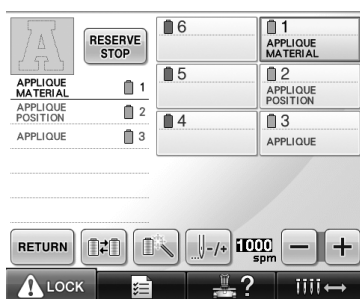 A
RESERVE
STOP
APPLIQUE
MATERIAL
1
APPLIQUE
POSITION
2
APPLIQUE
3
6
1
APPLIQUE
MATERIAL
5
2
APPLIQUE
POSITION
4
3
APPLIQUE
RETURN
-/+
1000
spm
−
+
LOCK
?